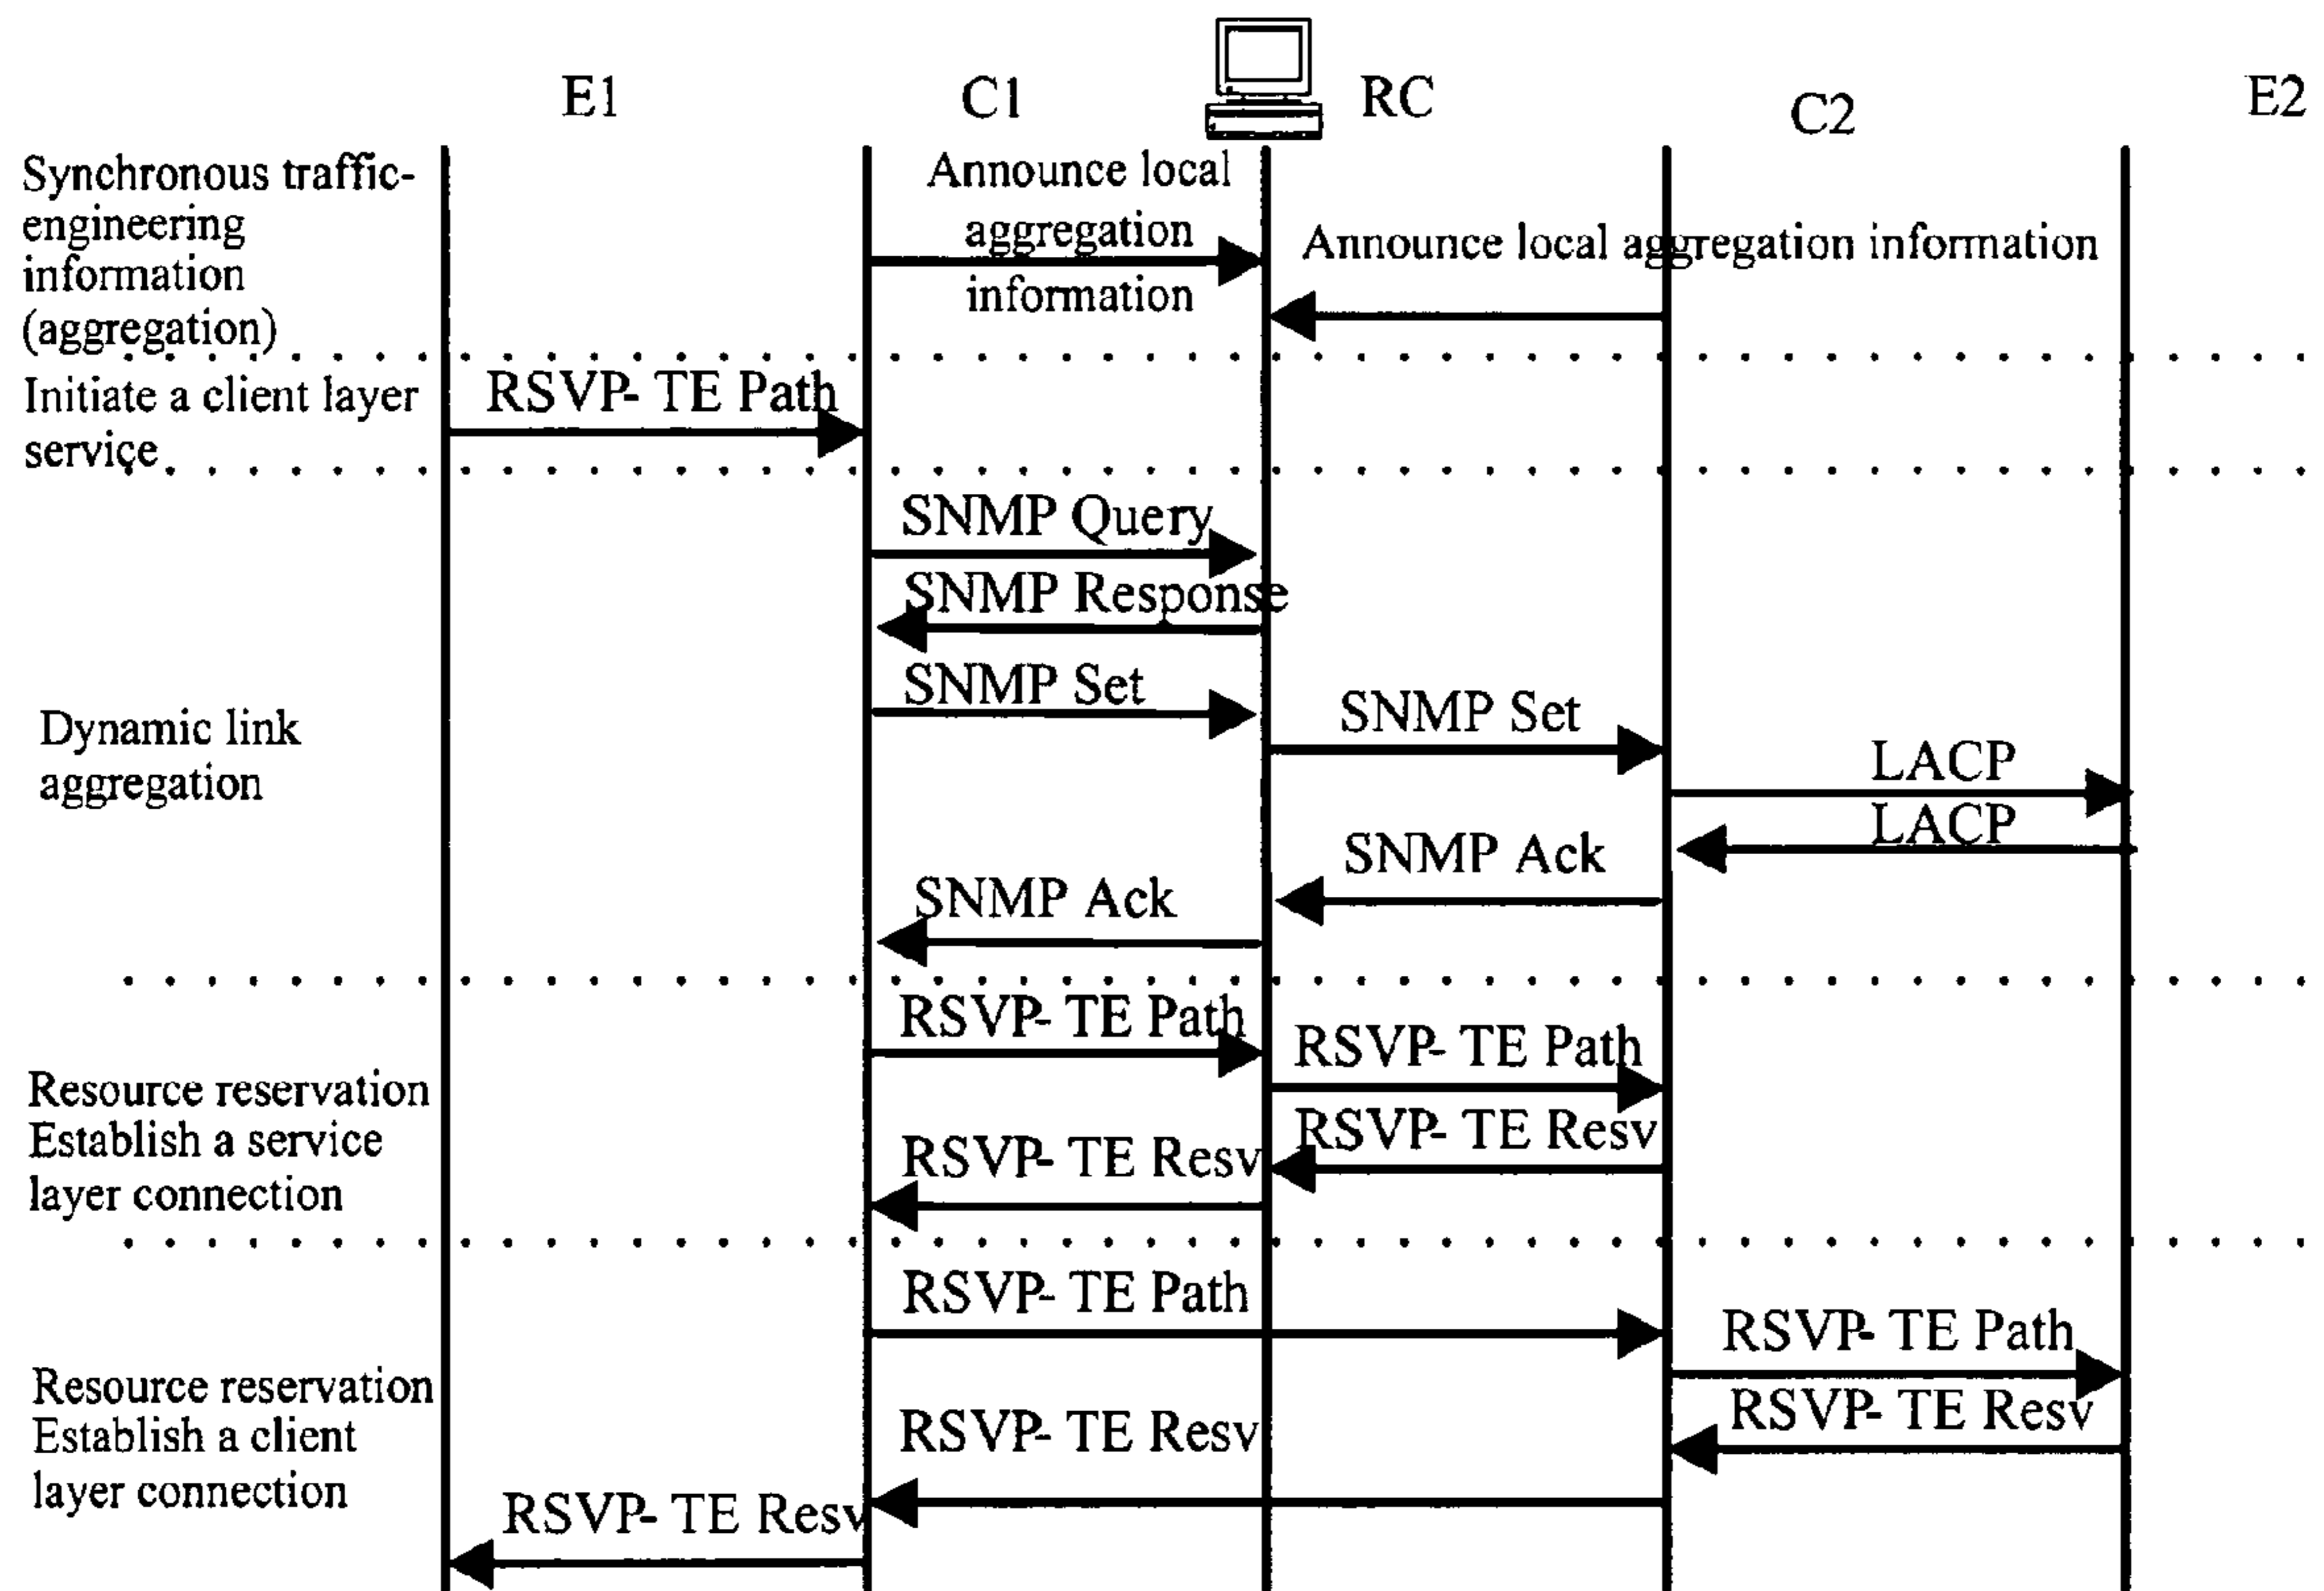 E1
C1
RC
C2
E2
Synchronous traffic-
engineering
information
(aggregation)
Announce local
aggregation
information
Announce local aggregation information
Initiate a client layer
service
RSVP- TE Path
SNMP Query
SNMP Response
SNMP Set
SNMP Set
Dynamic link
aggregation
LACP
LACP
SNMP Ack
SNMP Ack
RSVP- TE Path
RSVP- TE Path
Resource reservation
Establish a service
layer connection
RSVP- TE Resv
RSVP- TE Resv
RSVP- TE Path
RSVP- TE Path
Resource reservation
Establish a client
layer connection
RSVP- TE Resv
RSVP- TE Resv
RSVP- TE Resv